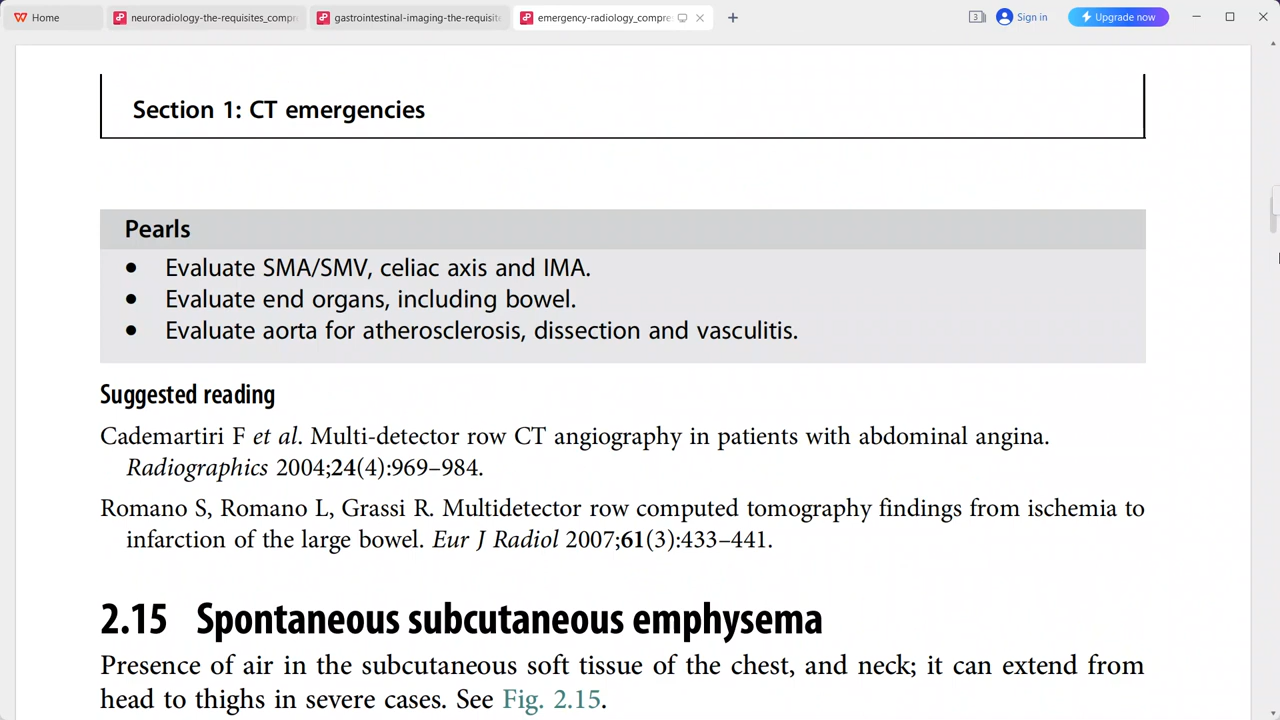 Home
neuroradiology-the-requisites_compre
gastrointestinal-imaging-the-requisite
emergency-radiology_compre
3
Sign in
Upgrade now
Section 1: CT emergencies
Pearls
• Evaluate SMA/SMV, celiac axis and IMA.
• Evaluate end organs, including bowel.
• Evaluate aorta for atherosclerosis, dissection and vasculitis.
Suggested reading
Cademartiri F et al. Multi-detector row CT angiography in patients with abdominal angina.
Radiographics 2004;24(4):969–984.
Romano S, Romano L, Grassi R. Multidetector row computed tomography findings from ischemia to
infarction of the large bowel. Eur J Radiol 2007;61(3):433–441.
2.15 Spontaneous subcutaneous emphysema
Presence of air in the subcutaneous soft tissue of the chest, and neck; it can extend from
head to thighs in severe cases. See Fig. 2.15.